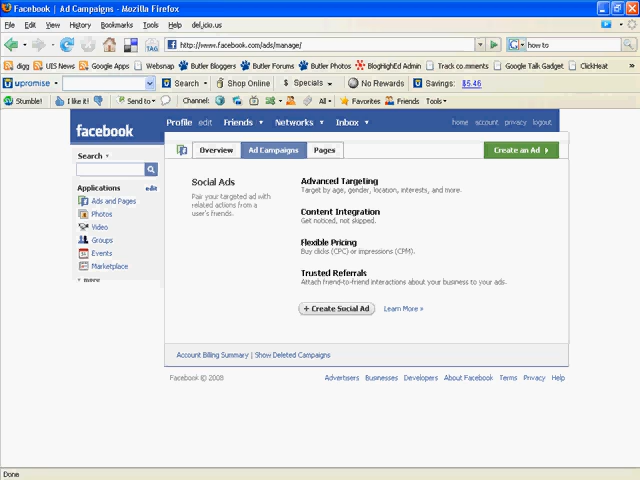 Facebook | Ad Campaigns - Mozilla Firefox
File Edit View History Bookmarks Tools Help del.icio.us
http://www.facebook.com/ads/manage/ how to
digg UIS News Google Apps Websnap Butler Bloggers Butler Forums Butler Photos BlogHighEd Admin Track co.mments Google Talk Gadget ClickHeat
upromise Search Shop Online $ Specials No Rewards Savings: $5.46
Stumble! I like it! Send to Channel: All Favorites Friends Tools
facebook Profile edit Friends Networks Inbox home account privacy logout
Search
Overview Ad Campaigns Pages Create an Ad
Applications edit
Ads and Pages
Photos
Video
Groups
Events
Marketplace
more
Social Ads
Pair your targeted ad with
related actions from a
user's friends.
Advanced Targeting
Target by age, gender, location, interests, and more.
Content Integration
Get noticed, not skipped.
Flexible Pricing
Buy clicks (CPC) or impressions (CPM).
Trusted Referrals
Attach friend-to-friend interactions about your business to your ads.
+ Create Social Ad Learn More »
Account Billing Summary | Show Deleted Campaigns
Facebook © 2008 Advertisers Businesses Developers About Facebook Terms Privacy Help
Done